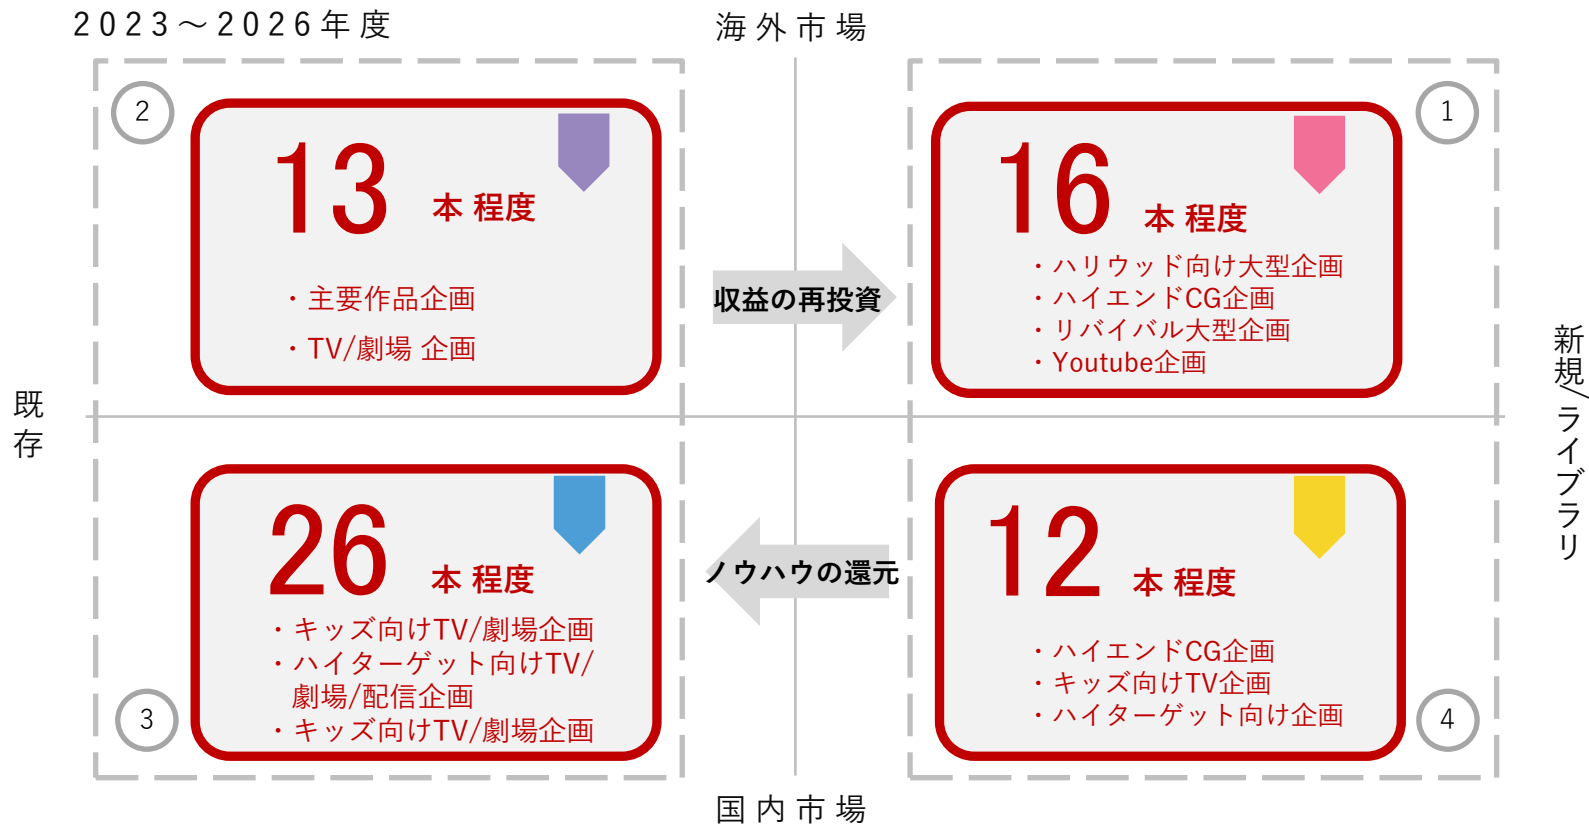 2023～2026年度
海外市場
2
13 本 程度
・主要作品企画
・TV/劇場 企画
1
16 本 程度
・ハリウッド向け大型企画
・ハイエンドCG企画
・リバイバル大型企画
・Youtube企画
収益の再投資
既存
新規/ライブラリ
3
26 本 程度
・キッズ向けTV/劇場企画
・ハイターゲット向けTV/
劇場/配信企画
・キッズ向けTV/劇場企画
ノウハウの還元
4
12 本 程度
・ハイエンドCG企画
・キッズ向けTV企画
・ハイターゲット向け企画
国内市場